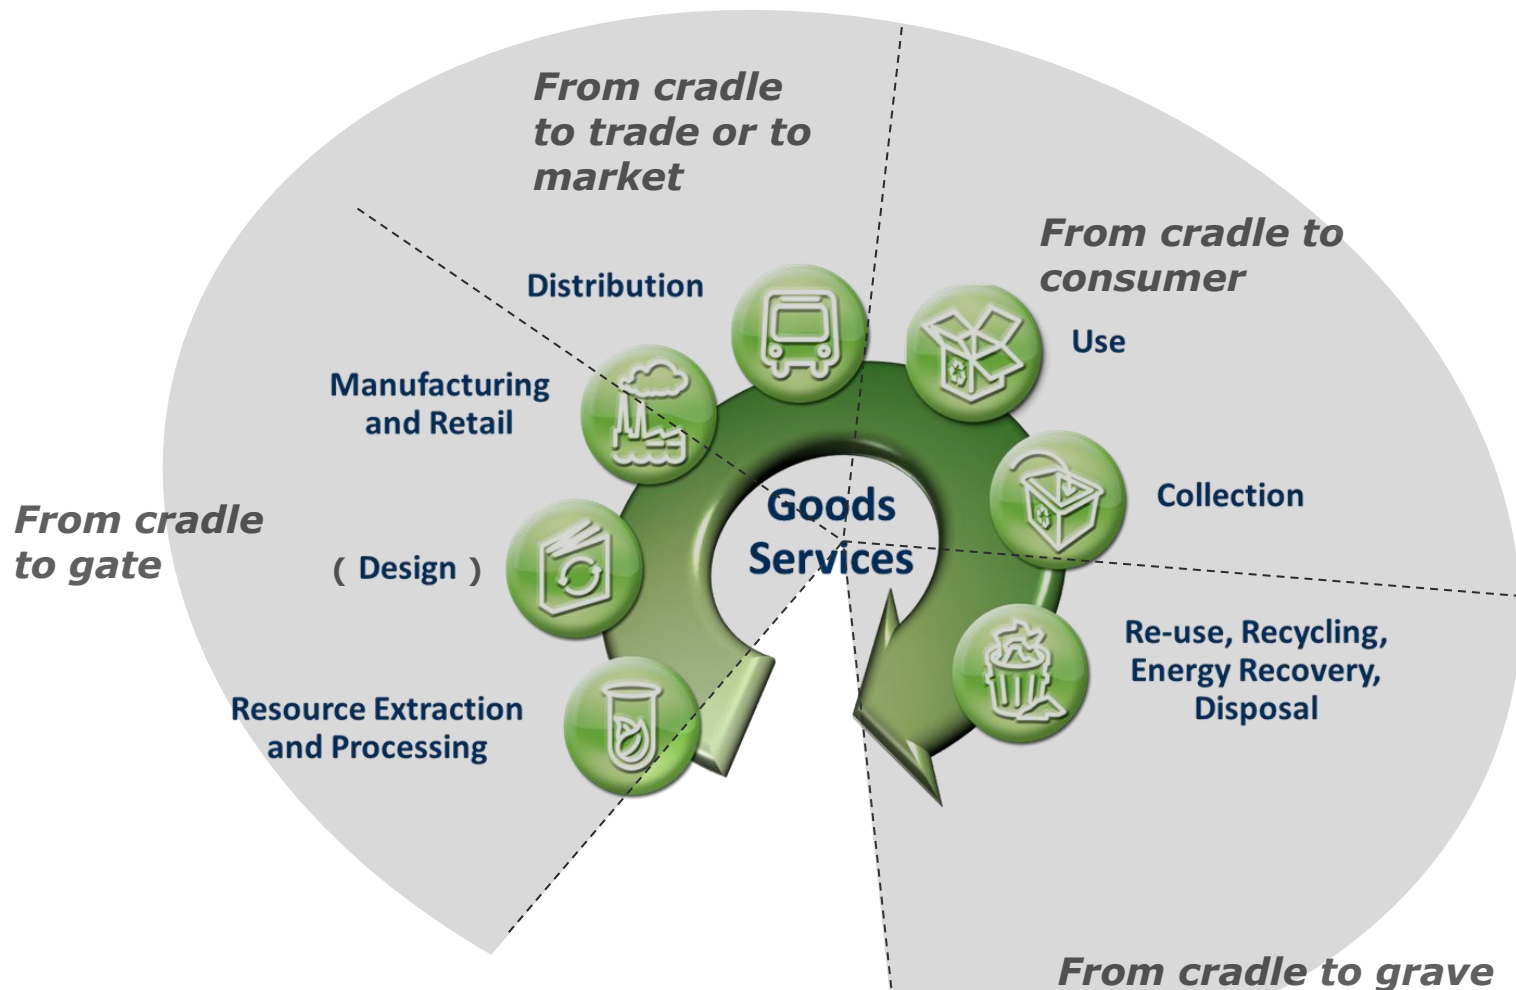 From cradle
to trade or to
market
From cradle to
consumer
Distribution
Use
Manufacturing
and Retail
Goods
Services
Collection
From cradle
to gate
( Design )
Re-use, Recycling,
Energy Recovery,
Disposal
Resource Extraction
and Processing
From cradle to grave